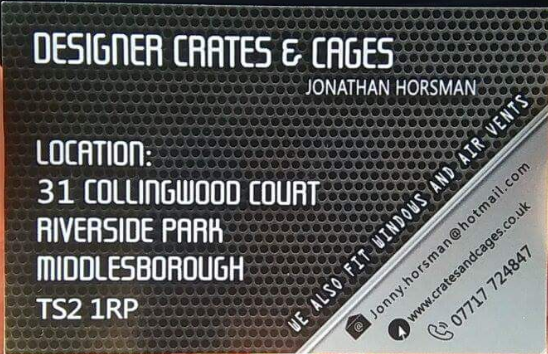 DESIGNER CRATES & CAGES
JONATHAN HORSMAN
LOCATION:
31 COLLINGWOOD COURT
RIVERSIDE PARK
MIDDLESBOROUGH
TS2 1RP
WE ALSO FIT WINDOWS AND AIR VENTS
@ Jonny.horsman@hotmail.com
www.cratesandcages.co.uk
07717 724847